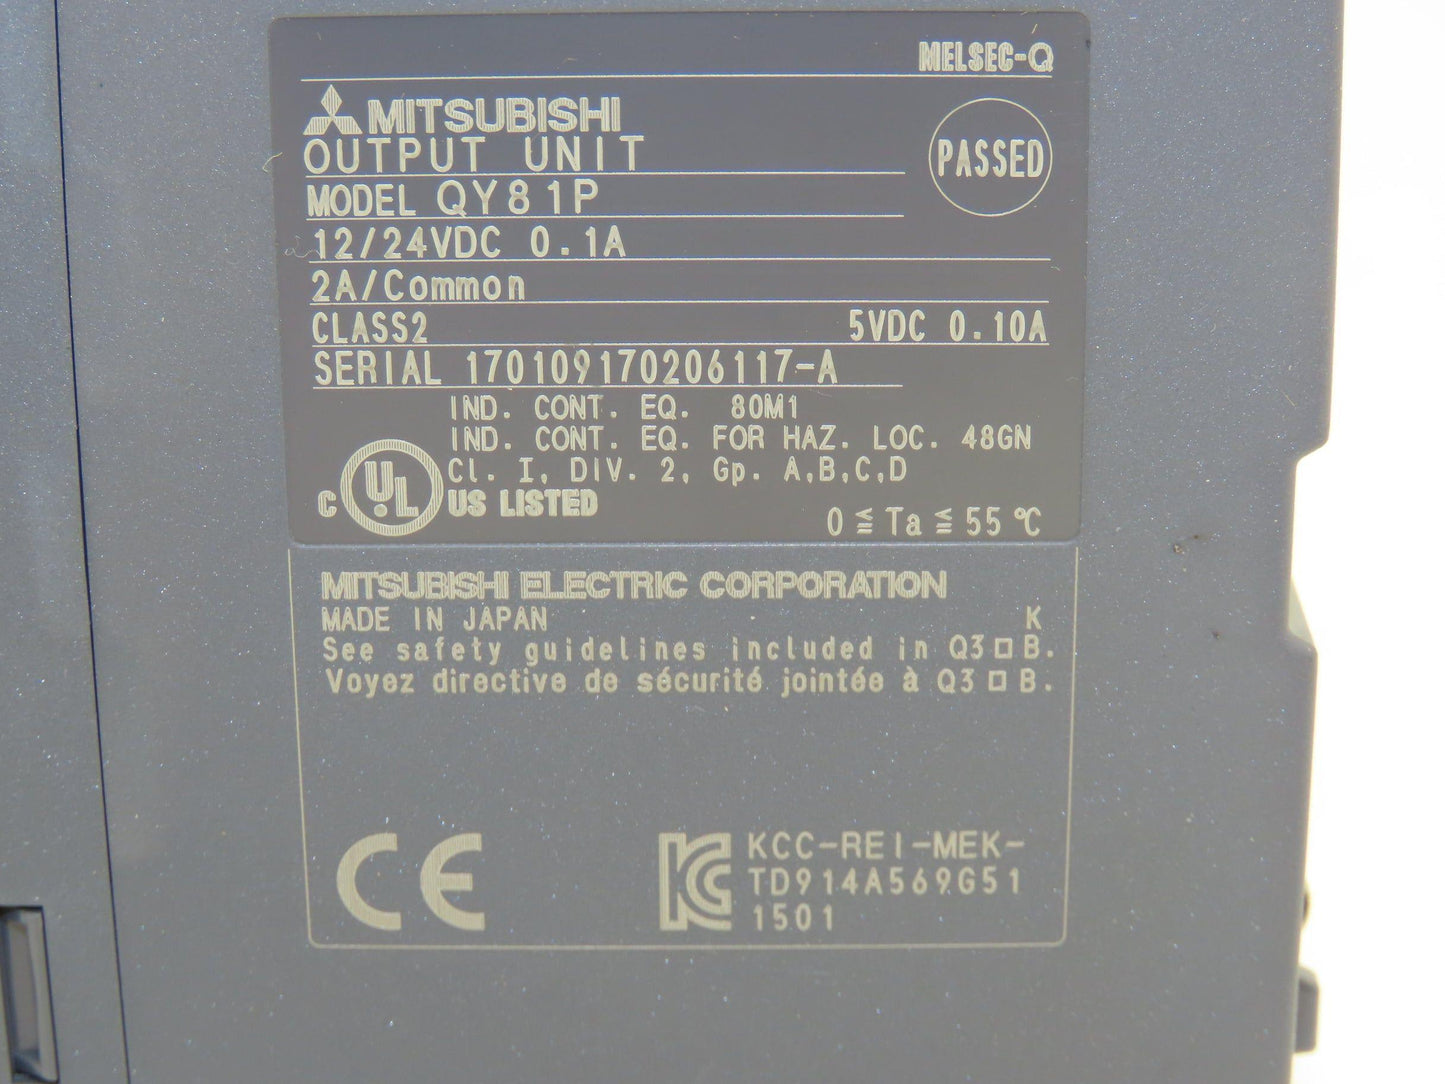 MELSEC-Q
MITSUBISHI
OUTPUT UNIT
PASSED
MODEL QY81P
12/24VDC 0.1A
2A/Common
CLASS2 5VDC 0.10A
SERIAL 170109170206117-A
IND. CONT. EQ. 80M1
IND. CONT. EQ. FOR HAZ. LOC. 48GN
Cl. I, DIV. 2, Gp. A,B,C,D
C UL US LISTED
0≦Ta≦55℃
MITSUBISHI ELECTRIC CORPORATION
MADE IN JAPAN K
See safety guidelines included in Q3□B.
Voyez directive de sécurité jointée à Q3□B.
CE
KC KCC-REI-MEK-
TD914A569G51
1501